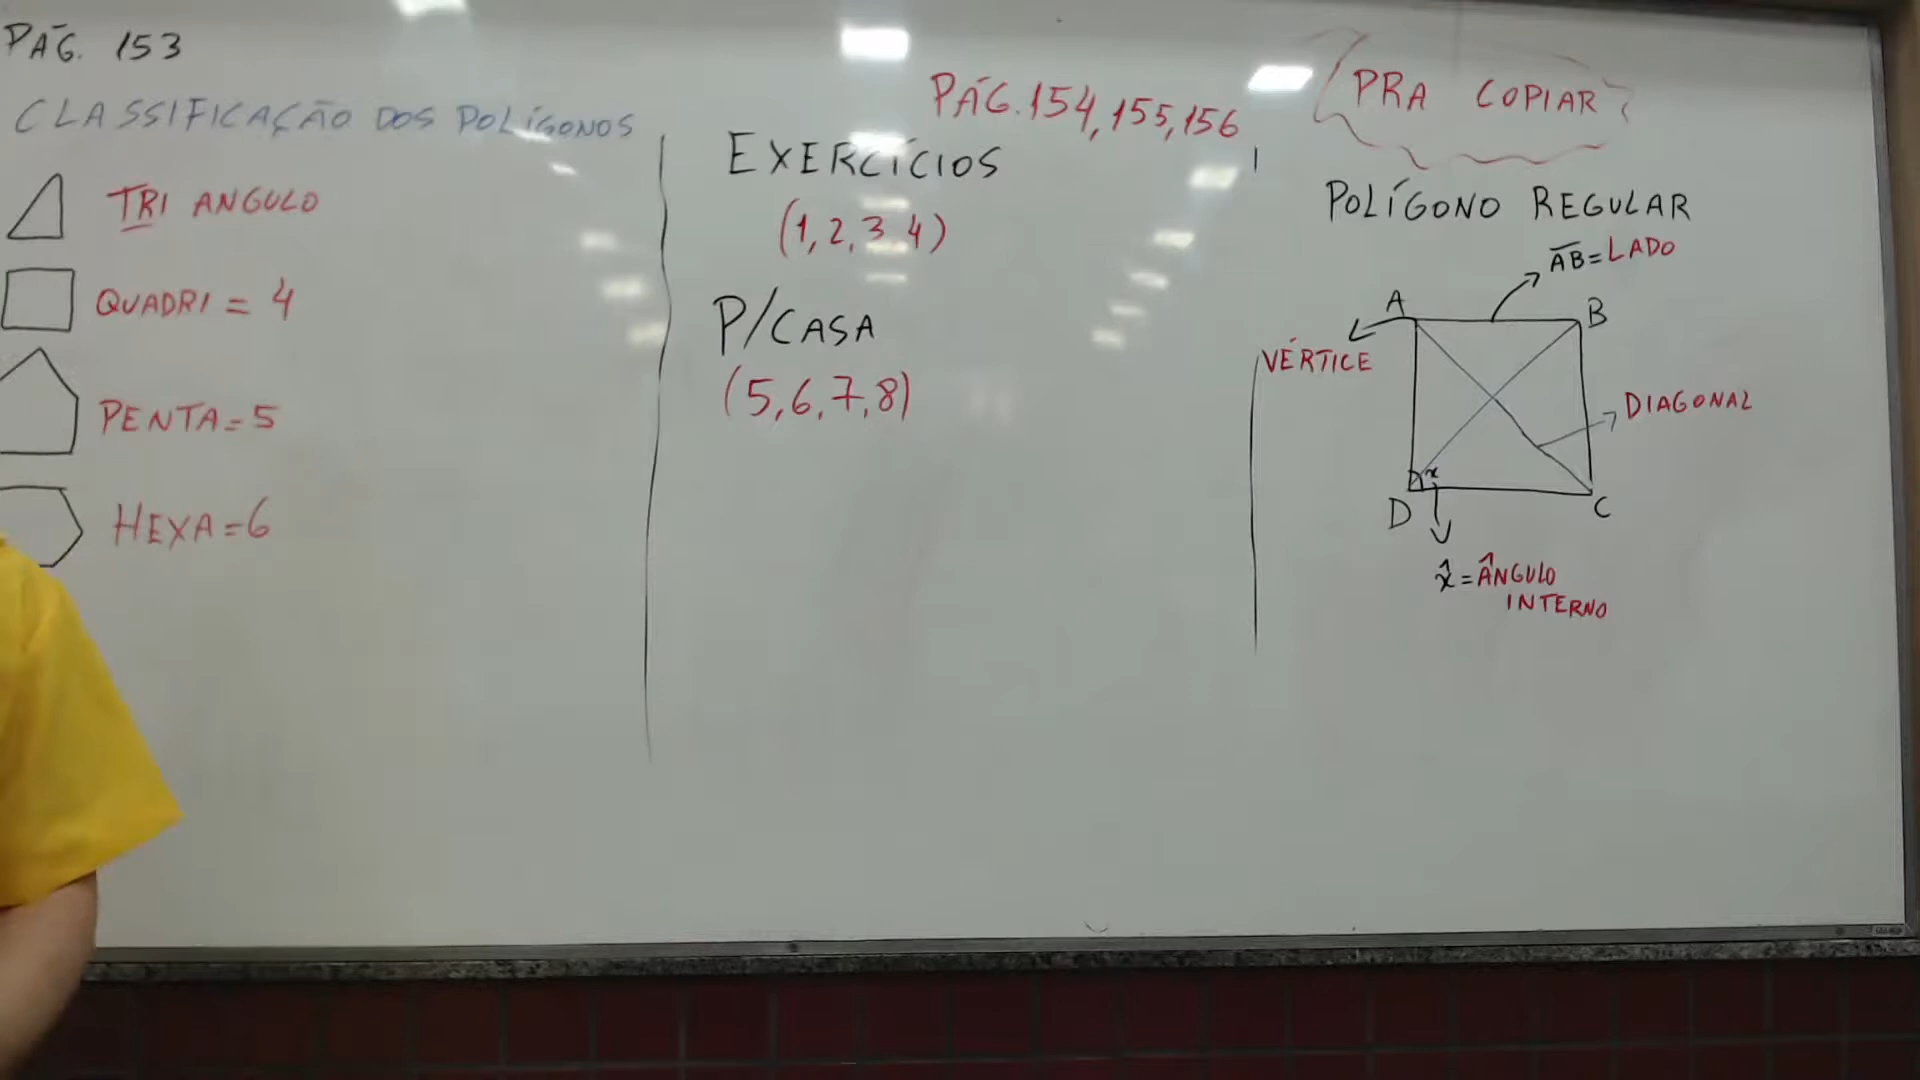 PÁG. 153
CLASSIFICAÇÃO DOS POLÍGONOS
TRI ANGULO
QUADRI = 4
PENTA = 5
HEXA = 6
PÁG. 154, 155, 156
EXERCÍCIOS
(1, 2, 3 4)
P/CASA
(5, 6, 7, 8)
PRA COPIAR
POLÍGONO REGULAR
AB = LADO
A
B
VÉRTICE
DIAGONAL
x
D
C
x̂ = ÂNGULO
INTERNO